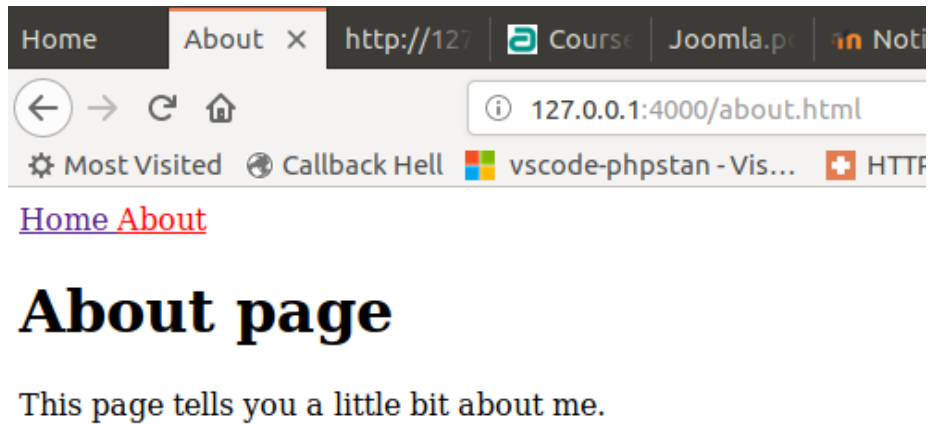 Home About × http://127 Course Joomla.po Noti
127.0.0.1:4000/about.html
Most Visited Callback Hell vscode-phpstan - Vis... HTTP
Home About
About page
This page tells you a little bit about me.